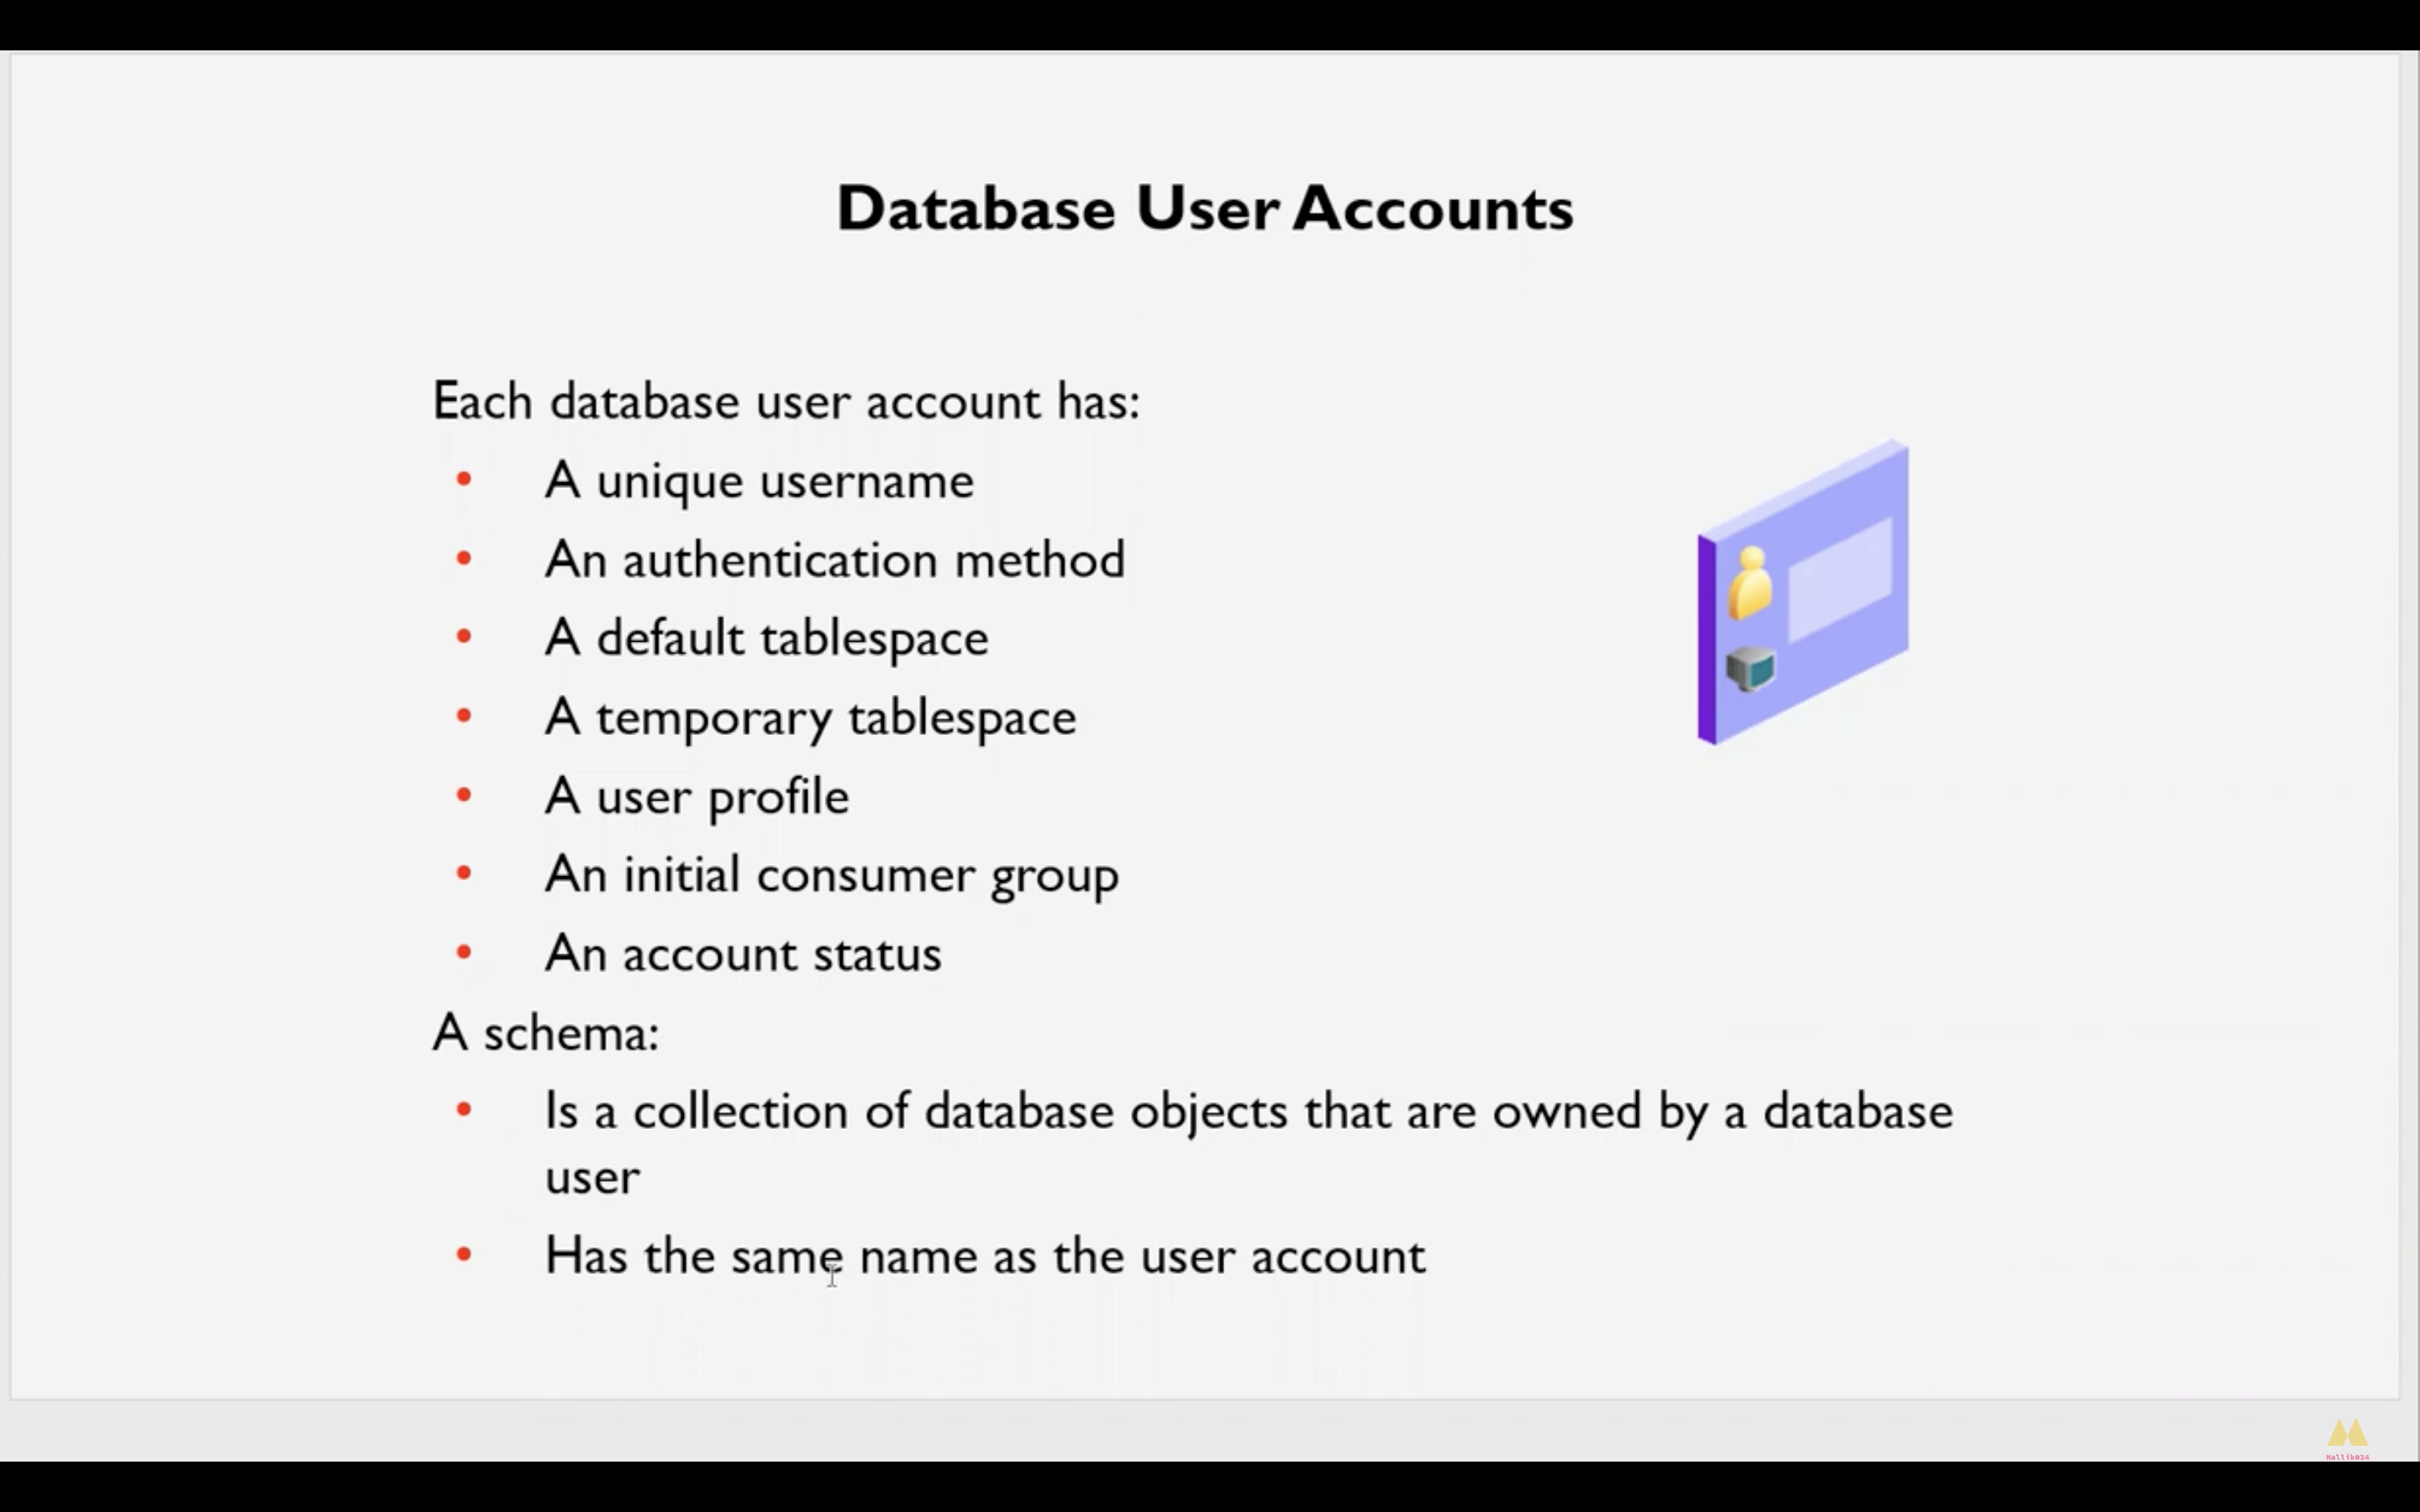 Database User Accounts
Each database user account has:
• A unique username
• An authentication method
• A default tablespace
• A temporary tablespace
• A user profile
• An initial consumer group
• An account status
A schema:
• Is a collection of database objects that are owned by a database
user
• Has the same name as the user account
Mallik034